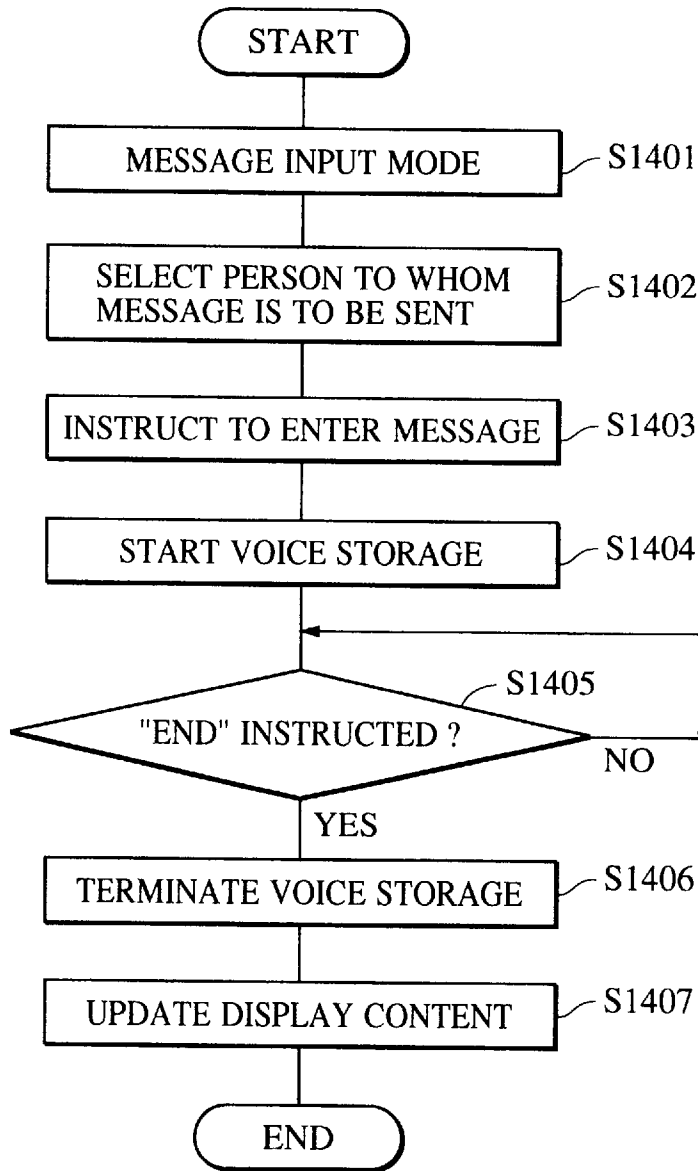 START
MESSAGE INPUT MODE
S1401
SELECT PERSON TO WHOM
MESSAGE IS TO BE SENT
S1402
INSTRUCT TO ENTER MESSAGE
S1403
START VOICE STORAGE
S1404
S1405
"END" INSTRUCTED ?
NO
YES
TERMINATE VOICE STORAGE
S1406
UPDATE DISPLAY CONTENT
S1407
END